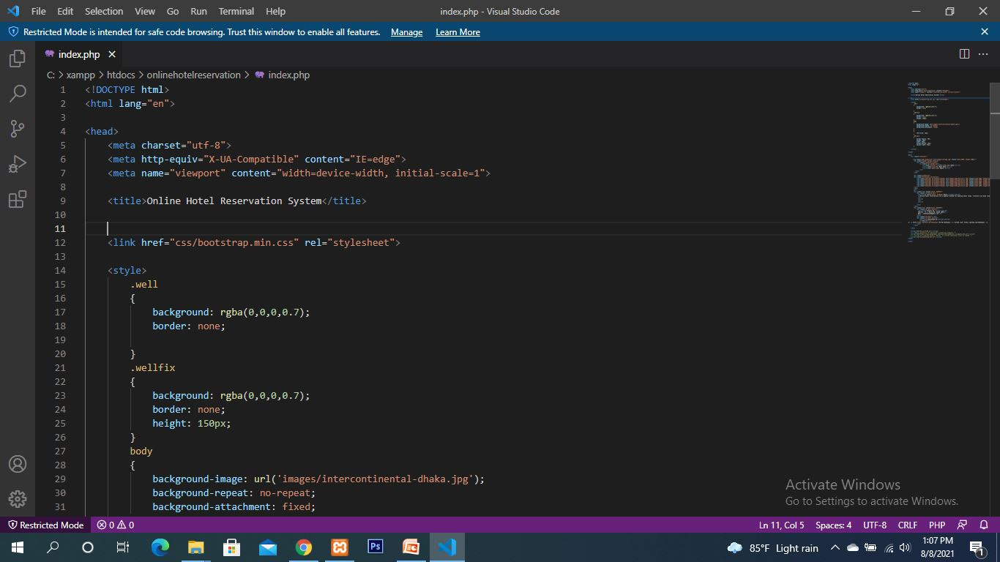 File Edit Selection View Go Run Terminal Help index.php - Visual Studio Code
Restricted Mode is intended for safe code browsing. Trust this window to enable all features. Manage Learn More
index.php
C: > xampp > htdocs > onlinehotelreservation > index.php
1 <!DOCTYPE html>
2 <html lang="en">
3
4 <head>
5 <meta charset="utf-8">
6 <meta http-equiv="X-UA-Compatible" content="IE=edge">
7 <meta name="viewport" content="width=device-width, initial-scale=1">
8
9 <title>Online Hotel Reservation System</title>
10
11
12 <link href="css/bootstrap.min.css" rel="stylesheet">
13
14 <style>
15 .well
16 {
17 background: rgba(0,0,0,0.7);
18 border: none;
19
20 }
21 .wellfix
22 {
23 background: rgba(0,0,0,0.7);
24 border: none;
25 height: 150px;
26 }
27 body
28 {
29 background-image: url('images/intercontinental-dhaka.jpg');
30 background-repeat: no-repeat;
31 background-attachment: fixed;
Activate Windows
Go to Settings to activate Windows.
Restricted Mode 0 0 Ln 11, Col 5 Spaces: 4 UTF-8 CRLF PHP
Ps 85°F Light rain 1:07 PM
8/8/2021 1